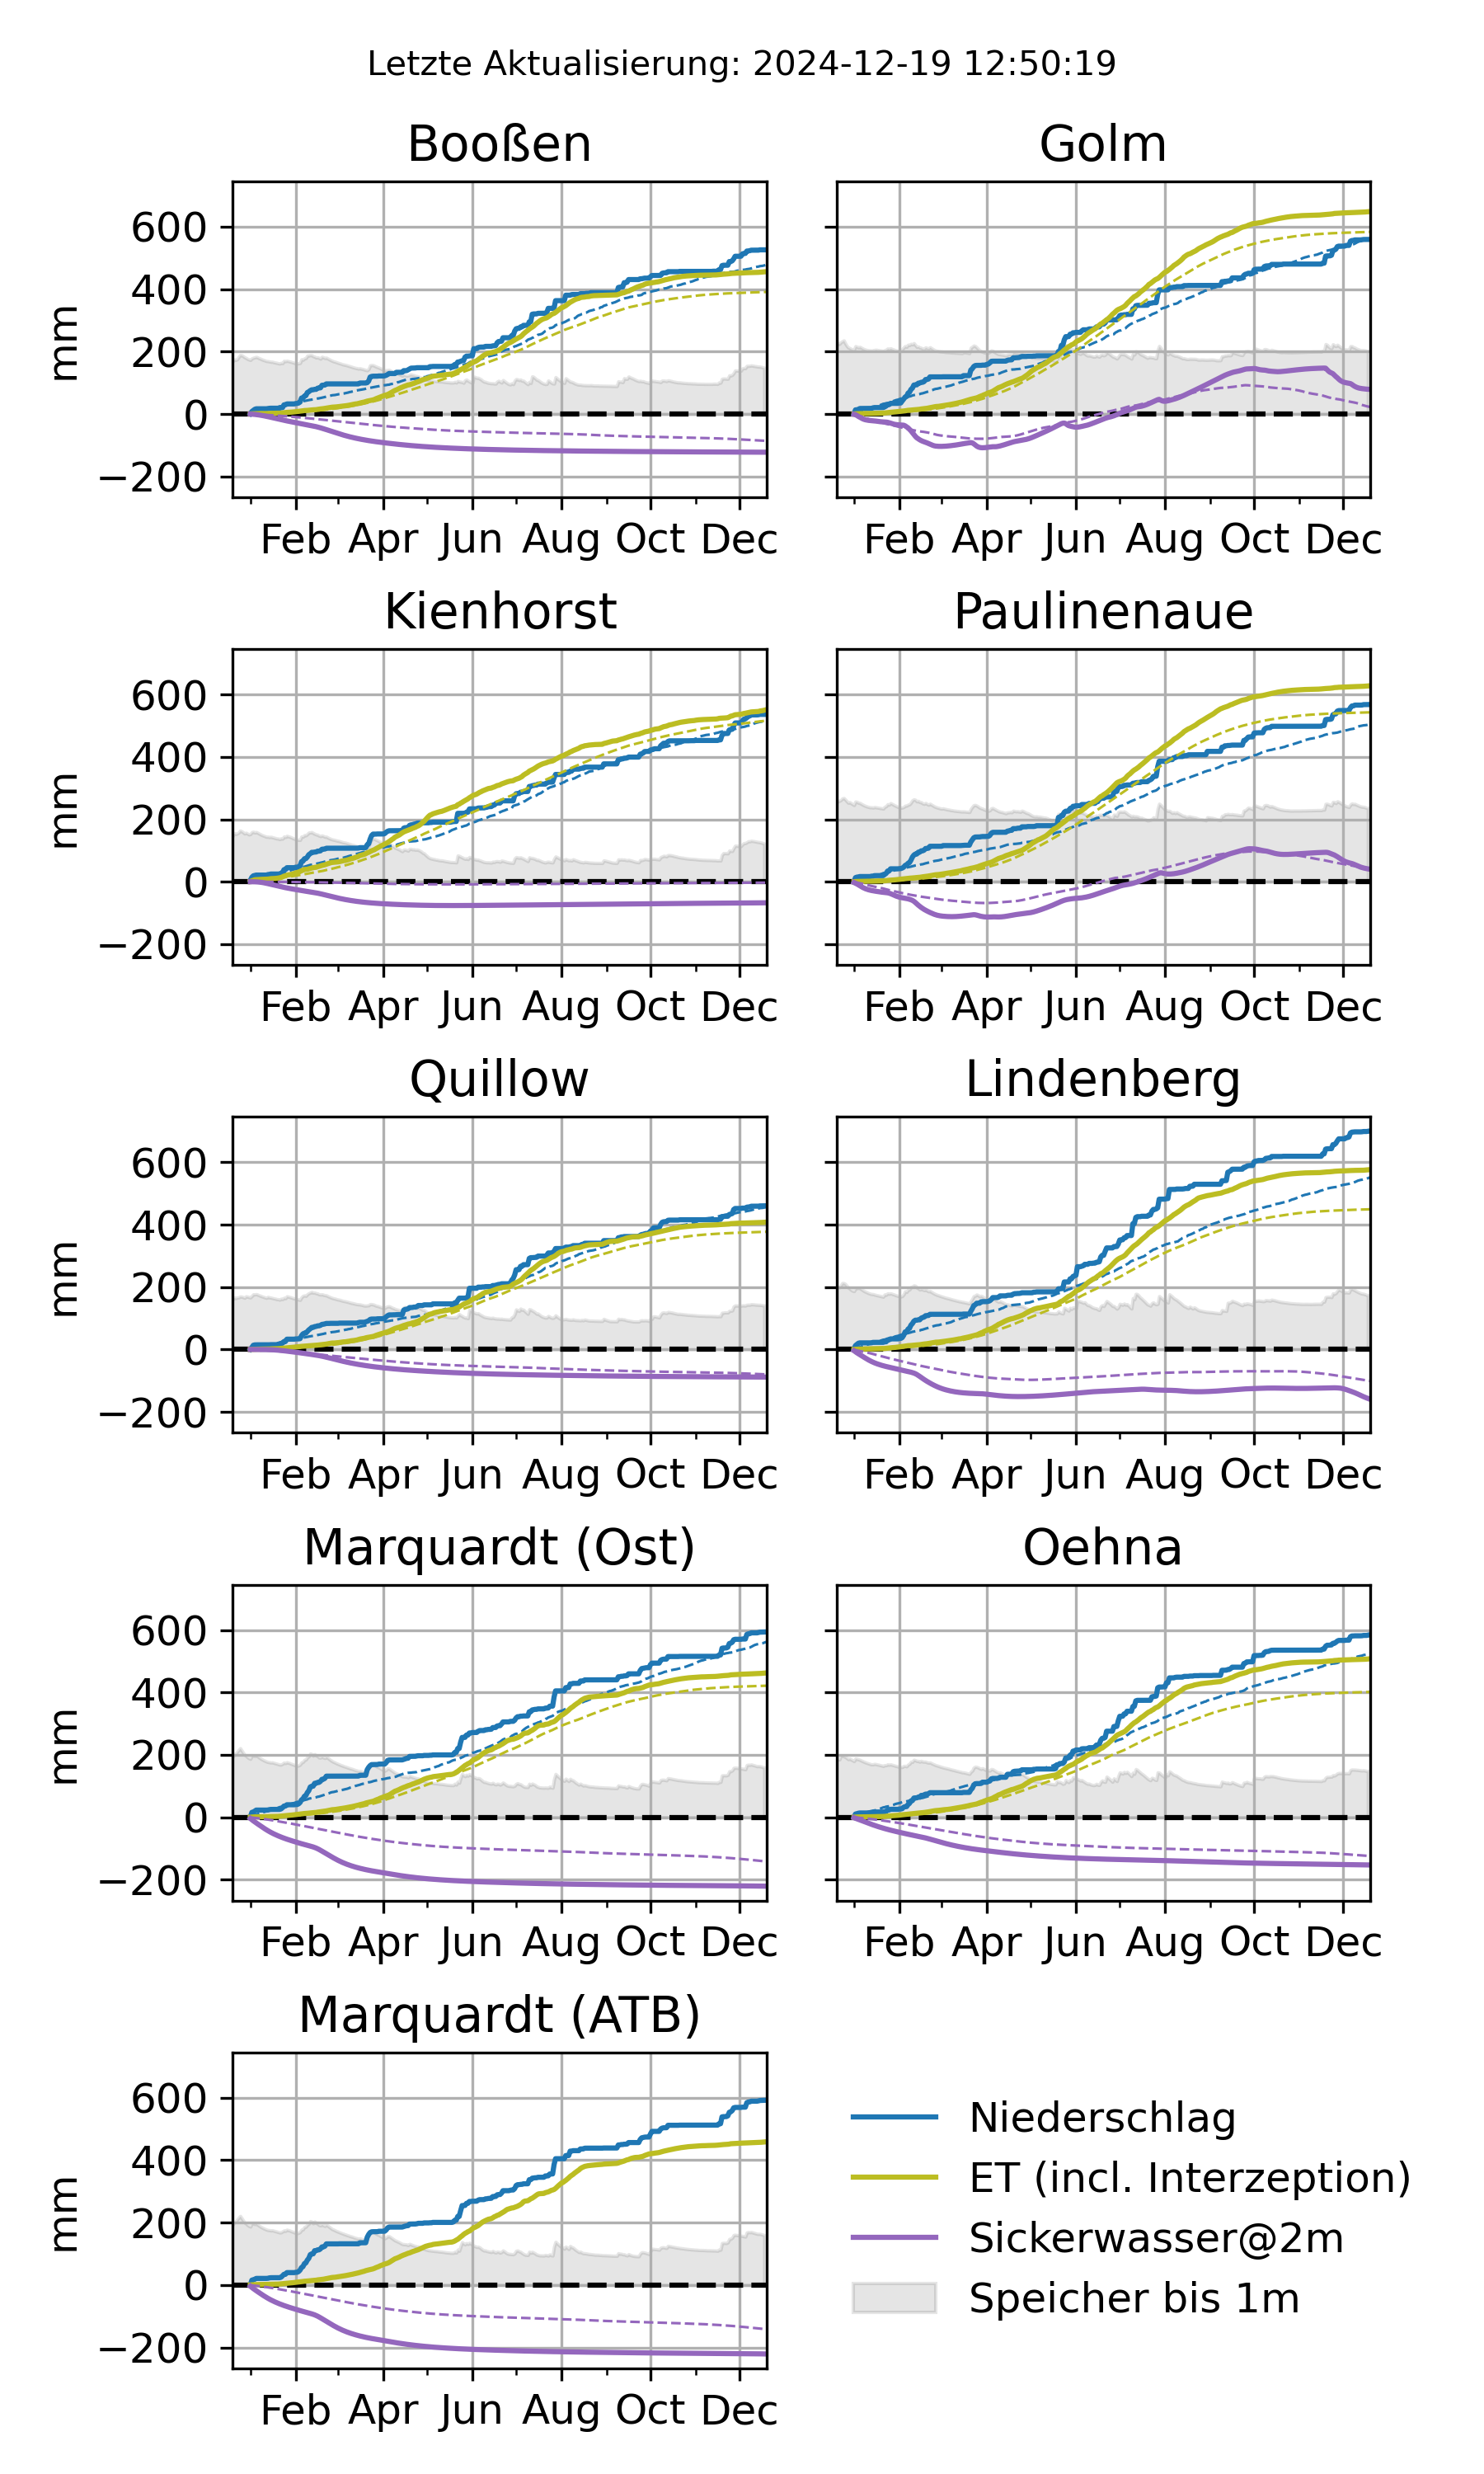 Letzte Aktualisierung: 2024-12-19 12:50:19
Booßen
Golm
mm
600
400
200
0
−200
Feb Apr Jun Aug Oct Dec
Feb Apr Jun Aug Oct Dec
Kienhorst
Paulinenaue
mm
600
400
200
0
−200
Feb Apr Jun Aug Oct Dec
Feb Apr Jun Aug Oct Dec
Quillow
Lindenberg
mm
600
400
200
0
−200
Feb Apr Jun Aug Oct Dec
Feb Apr Jun Aug Oct Dec
Marquardt (Ost)
Oehna
mm
600
400
200
0
−200
Feb Apr Jun Aug Oct Dec
Feb Apr Jun Aug Oct Dec
Marquardt (ATB)
mm
600
400
200
0
−200
Feb Apr Jun Aug Oct Dec
Niederschlag
ET (incl. Interzeption)
Sickerwasser@2m
Speicher bis 1m